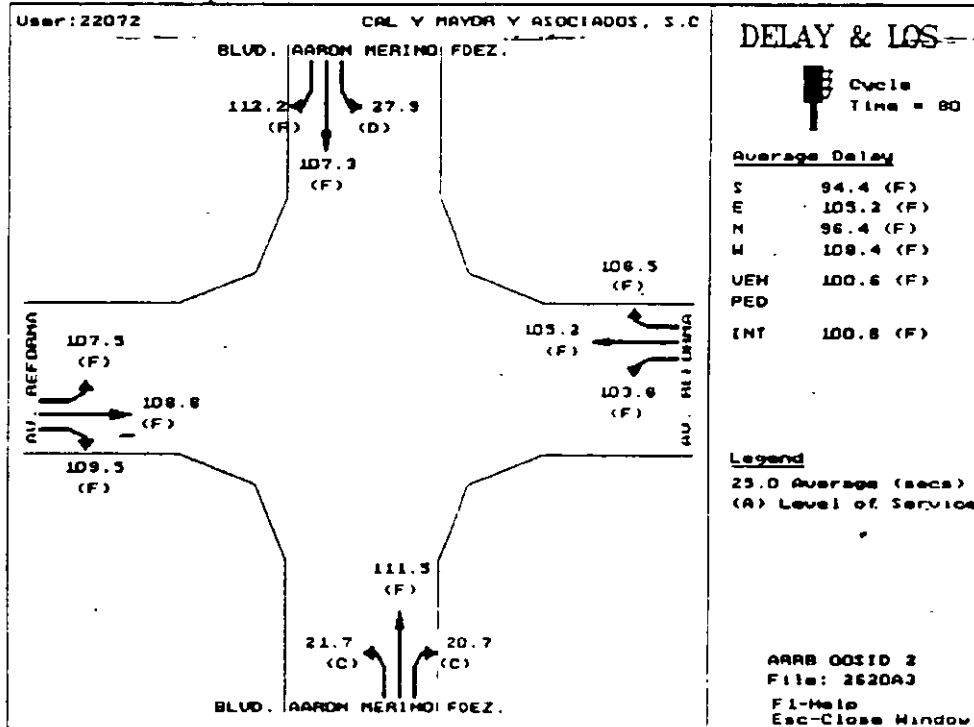 User:22072
CAL Y MAYOR Y ASOCIADOS, S.C
BLVD. AARON MERINO FDEZ.
112.2
(F)
27.9
(D)
107.3
(F)
106.5
(F)
105.2
(F)
103.6
(F)
AV. REFORMA
AV. REFORMA
107.5
(F)
108.8
(F)
109.5
(F)
111.5
(F)
21.7
(C)
20.7
(C)
BLVD. AARON MERINO FDEZ.
DELAY & LOS
Cycle
Time = 80
Average Delay
S 94.4 (F)
E 105.2 (F)
N 96.4 (F)
W 108.4 (F)
VEH 100.6 (F)
PED
INT 100.6 (F)
Legend
25.0 Average (secs)
(A) Level of Service
ARRB
File: 2620A3
F1-Help
Esc-Close Window